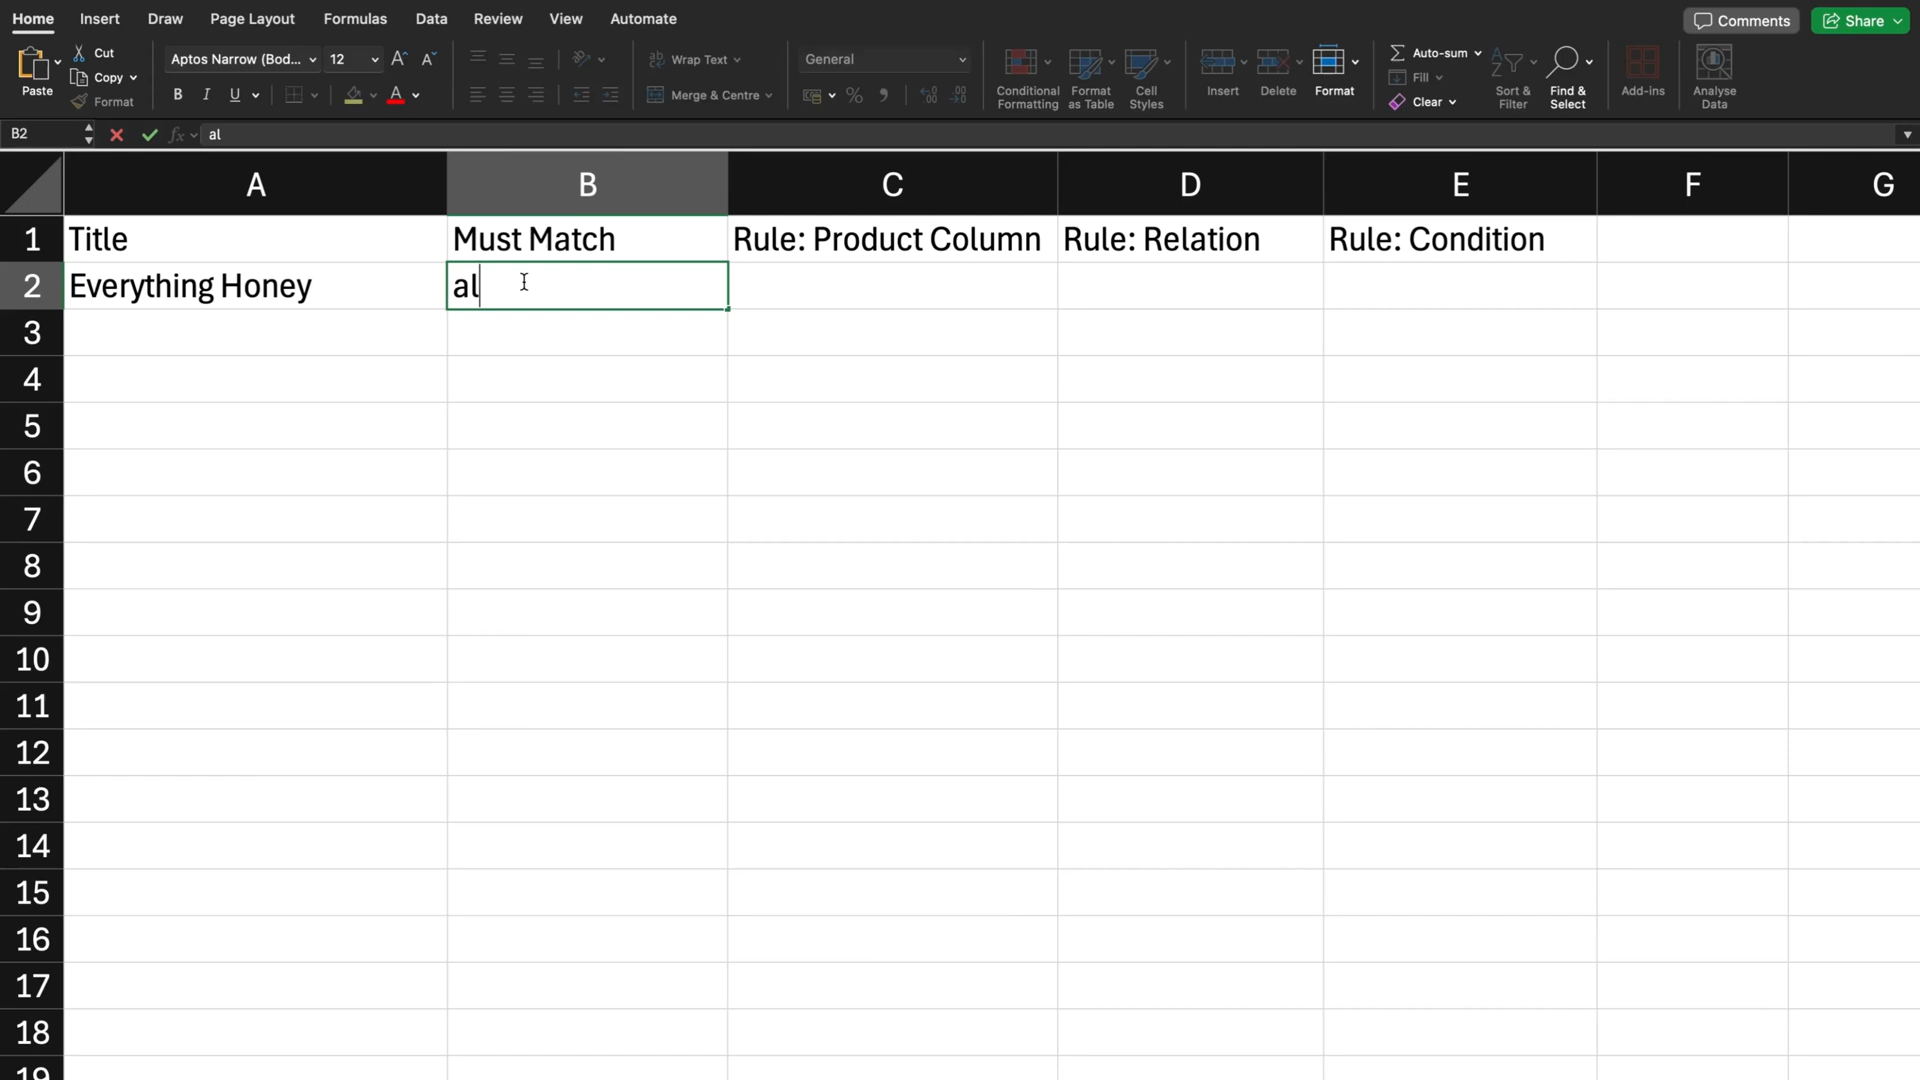 Home Insert Draw Page Layout Formulas Data Review View Automate Comments Share
Paste Cut Copy Format
Aptos Narrow (Bod... 12 A^ A˅
B I U A
Wrap Text
Merge & Centre
General
Conditional Formatting
Format as Table
Cell Styles
Insert Delete Format
Auto-sum
Fill
Clear
Sort & Filter
Find & Select
Add-ins
Analyse Data
B2 fx al
A B C D E F G
1 Title Must Match Rule: Product Column Rule: Relation Rule: Condition
2 Everything Honey al
3
4
5
6
7
8
9
10
11
12
13
14
15
16
17
18
19